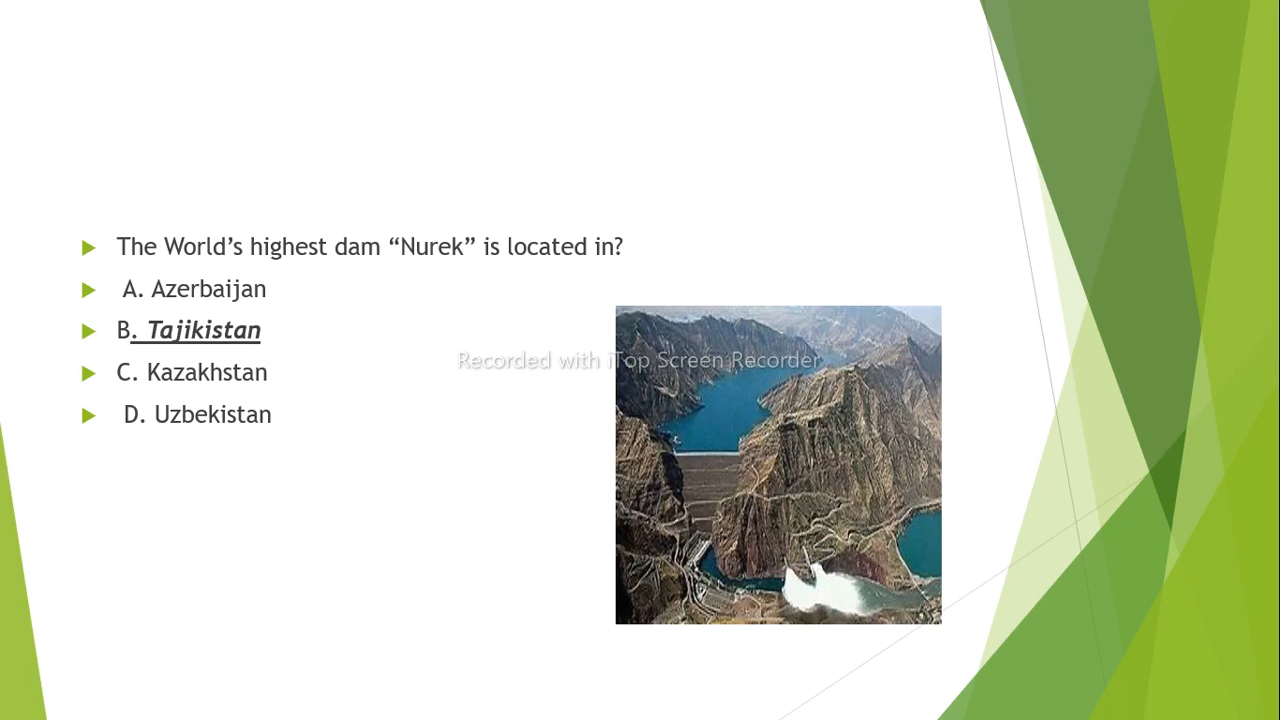 The World’s highest dam “Nurek” is located in?
A. Azerbaijan
B. Tajikistan
Recorded with iTop Screen Recorder
C. Kazakhstan
D. Uzbekistan